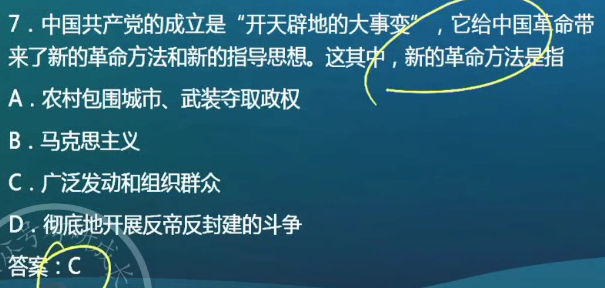 7．中国共产党的成立是“开天辟地的大事变”，它给中国革命带
来了新的革命方法和新的指导思想。这其中，新的革命方法是指
A．农村包围城市、武装夺取政权
B．马克思主义
C．广泛发动和组织群众
D．彻底地开展反帝反封建的斗争
答案：C